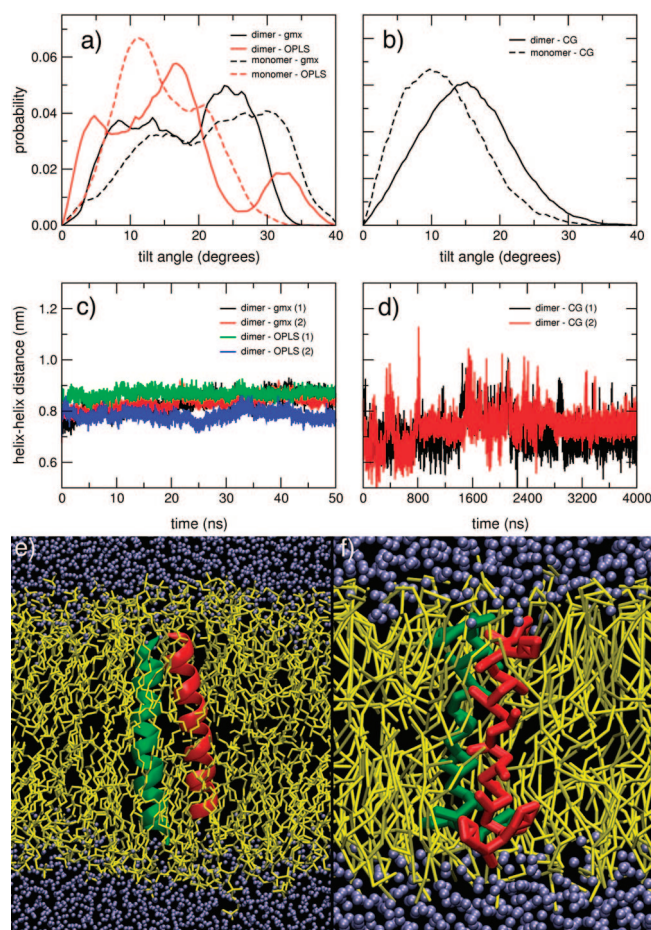 a)
dimer - gmx
dimer - OPLS
monomer - gmx
monomer - OPLS
b)
dimer - CG
monomer - CG
probability
0.06
0.04
0.02
0.00
0 10 20 30 40
0 10 20 30 40
tilt angle (degrees)
tilt angle (degrees)
c)
dimer - gmx (1)
dimer - gmx (2)
dimer - OPLS (1)
dimer - OPLS (2)
d)
dimer - CG (1)
dimer - CG (2)
helix-helix distance (nm)
1.2
1.0
0.8
0.6
0 10 20 30 40 50
0 800 1600 2400 3200 4000
time (ns)
time (ns)
e)
f)